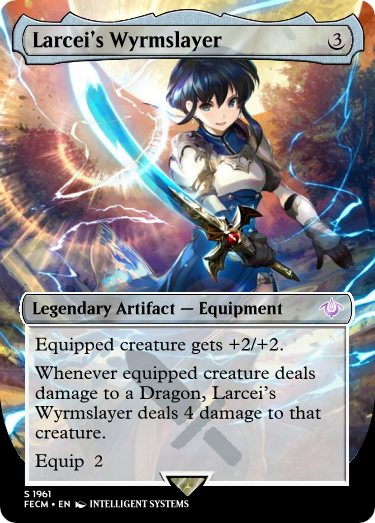 Larcei's Wyrmslayer 3
Legendary Artifact — Equipment
Equipped creature gets +2/+2.
Whenever equipped creature deals
damage to a Dragon, Larcei's
Wyrmslayer deals 4 damage to that
creature.
Equip 2
S 1961
FECM • EN INTELLIGENT SYSTEMS